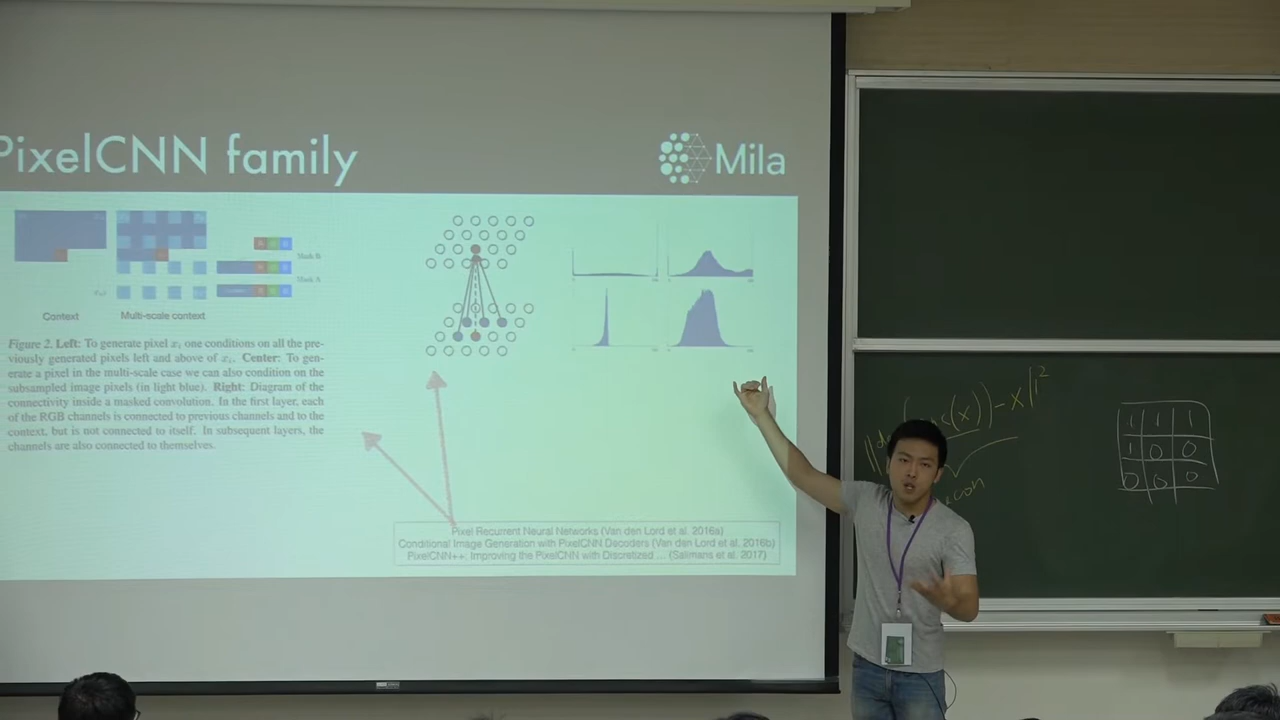 PixelCNN family
Mila
Mask B
Mask A
Context
Multi-scale context
Figure 2. Left: To generate pixel xᵢ one conditions on all the pre-
viously generated pixels left and above of xᵢ. Center: To gen-
erate a pixel in the multi-scale case we can also condition on the
subsampled image pixels (in light blue). Right: Diagram of the
connectivity inside a masked convolution. In the first layer, each
of the RGB channels is connected to previous channels and to the
context, but is not connected to itself. In subsequent layers, the
channels are also connected to themselves.
Pixel Recurrent Neural Networks (Van den Lord et al. 2016a)
Conditional Image Generation with PixelCNN Decoders (Van den Lord et al. 2016b)
PixelCNN++: Improving the PixelCNN with Discretized ... (Salimans et al. 2017)
c(x))-x||²
1 1 1
1 0 0
0 0 0